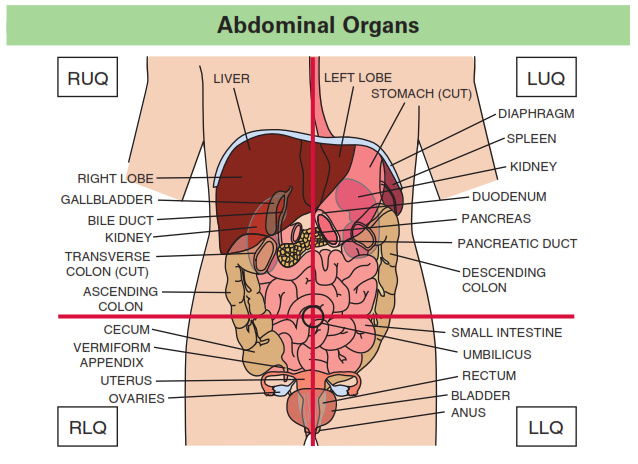 Abdominal Organs
RUQ
LUQ
LIVER
LEFT LOBE
STOMACH (CUT)
DIAPHRAGM
SPLEEN
KIDNEY
DUODENUM
PANCREAS
PANCREATIC DUCT
DESCENDING
COLON
RIGHT LOBE
GALLBLADDER
BILE DUCT
KIDNEY
TRANSVERSE
COLON (CUT)
ASCENDING
COLON
CECUM
VERMIFORM
APPENDIX
UTERUS
OVARIES
SMALL INTESTINE
UMBILICUS
RECTUM
BLADDER
ANUS
RLQ
LLQ